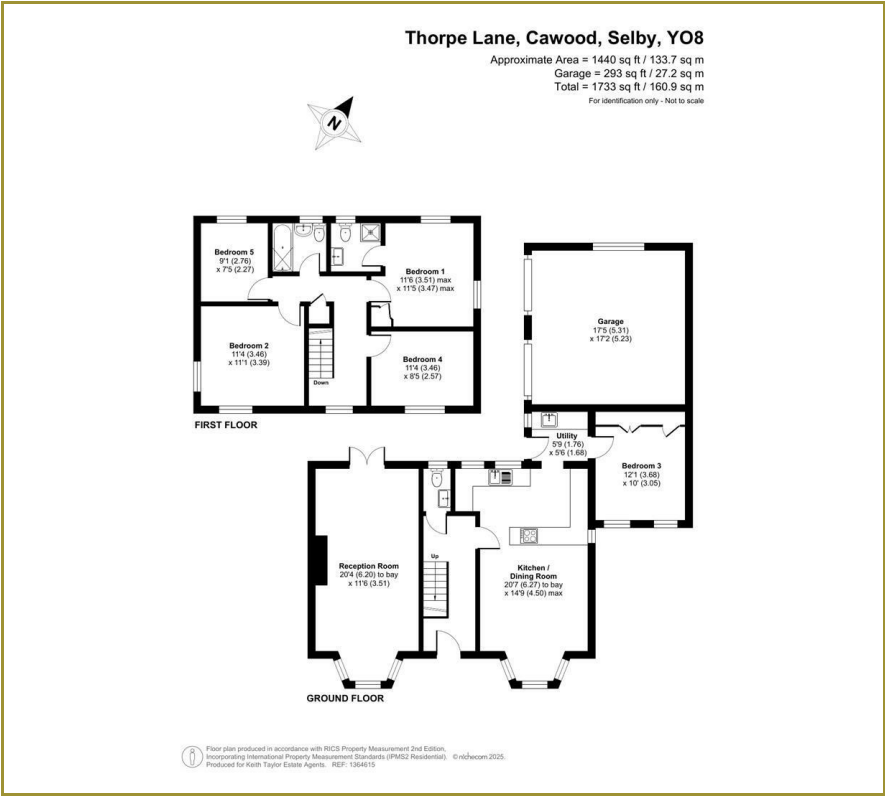 Thorpe Lane, Cawood, Selby, YO8
Approximate Area = 1440 sq ft / 133.7 sq m
Garage = 293 sq ft / 27.2 sq m
Total = 1733 sq ft / 160.9 sq m
For identification only - Not to scale
N
Bedroom 5
9'1 (2.76)
x 7'5 (2.27)
Bedroom 1
11'6 (3.51) max
x 11'5 (3.47) max
Bedroom 2
11'4 (3.46)
x 11'1 (3.39)
Down
Bedroom 4
11'4 (3.46)
x 8'5 (2.57)
FIRST FLOOR
Garage
17'5 (5.31)
x 17'2 (5.23)
Utility
5'9 (1.76)
x 5'6 (1.68)
Bedroom 3
12'1 (3.68)
x 10' (3.05)
Reception Room
20'4 (6.20) to bay
x 11'6 (3.51)
Up
Kitchen /
Dining Room
20'7 (6.27) to bay
x 14'9 (4.50) max
GROUND FLOOR
Floor plan produced in accordance with RICS Property Measurement 2nd Edition,
Incorporating International Property Measurement Standards (IPMS2 Residential). © nichecom 2025.
Produced for Keith Taylor Estate Agents. REF: 1364615